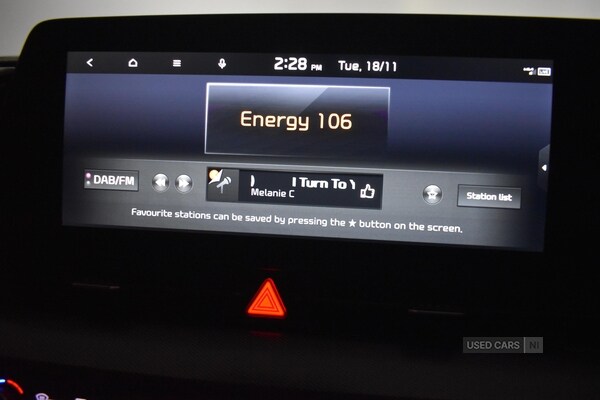 2:28 PM Tue, 18/11
Energy 106
DAB/FM
I Turn To Y
Melanie C
Station list
Favourite stations can be saved by pressing the ★ button on the screen.
USED CARS NI